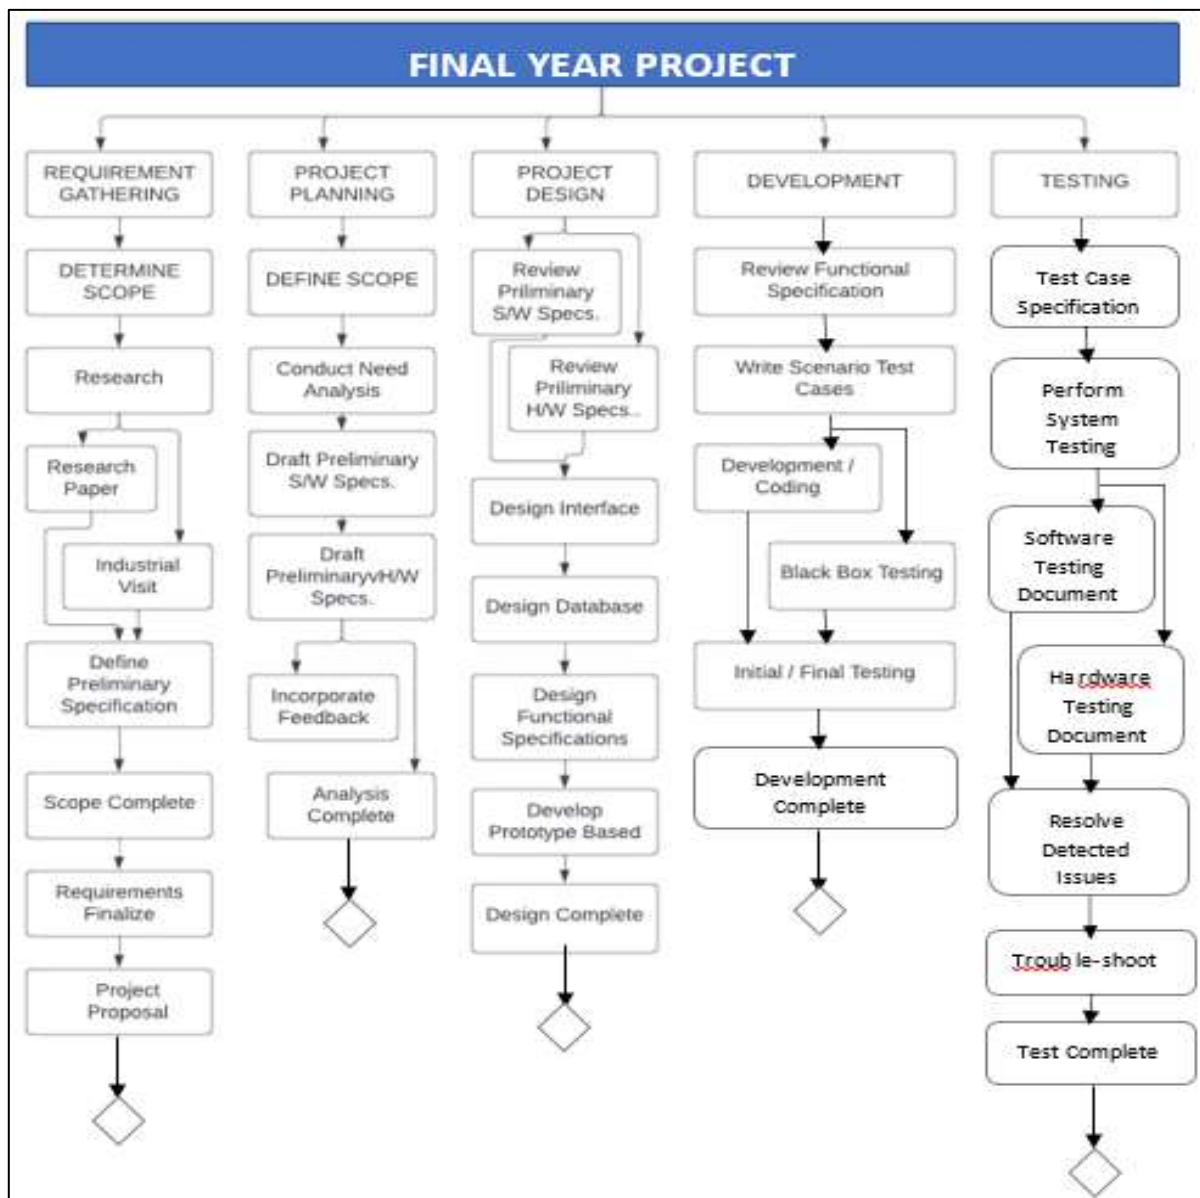 FINAL YEAR PROJECT
REQUIREMENT
GATHERING
DETERMINE
SCOPE
Research
Research
Paper
Industrial
Visit
Define
Preliminary
Specification
Scope Complete
Requirements
Finalize
Project
Proposal
PROJECT
PLANNING
DEFINE SCOPE
Conduct Need
Analysis
Draft Preliminary
S/W Specs.
Draft
PreliminaryvH/W
Specs.
Incorporate
Feedback
Analysis
Complete
PROJECT
DESIGN
Review
Priliminary
S/W Specs.
Review
Priliminary
H/W Specs..
Design Interface
Design Database
Design
Functional
Specifications
Develop
Prototype Based
Design Complete
DEVELOPMENT
Review Functional
Specification
Write Scenario Test
Cases
Development /
Coding
Black Box Testing
Initial / Final Testing
Development
Complete
TESTING
Test Case
Specification
Perform
System
Testing
Software
Testing
Document
Hardware
Testing
Document
Resolve
Detected
Issues
Trouble-shoot
Test Complete